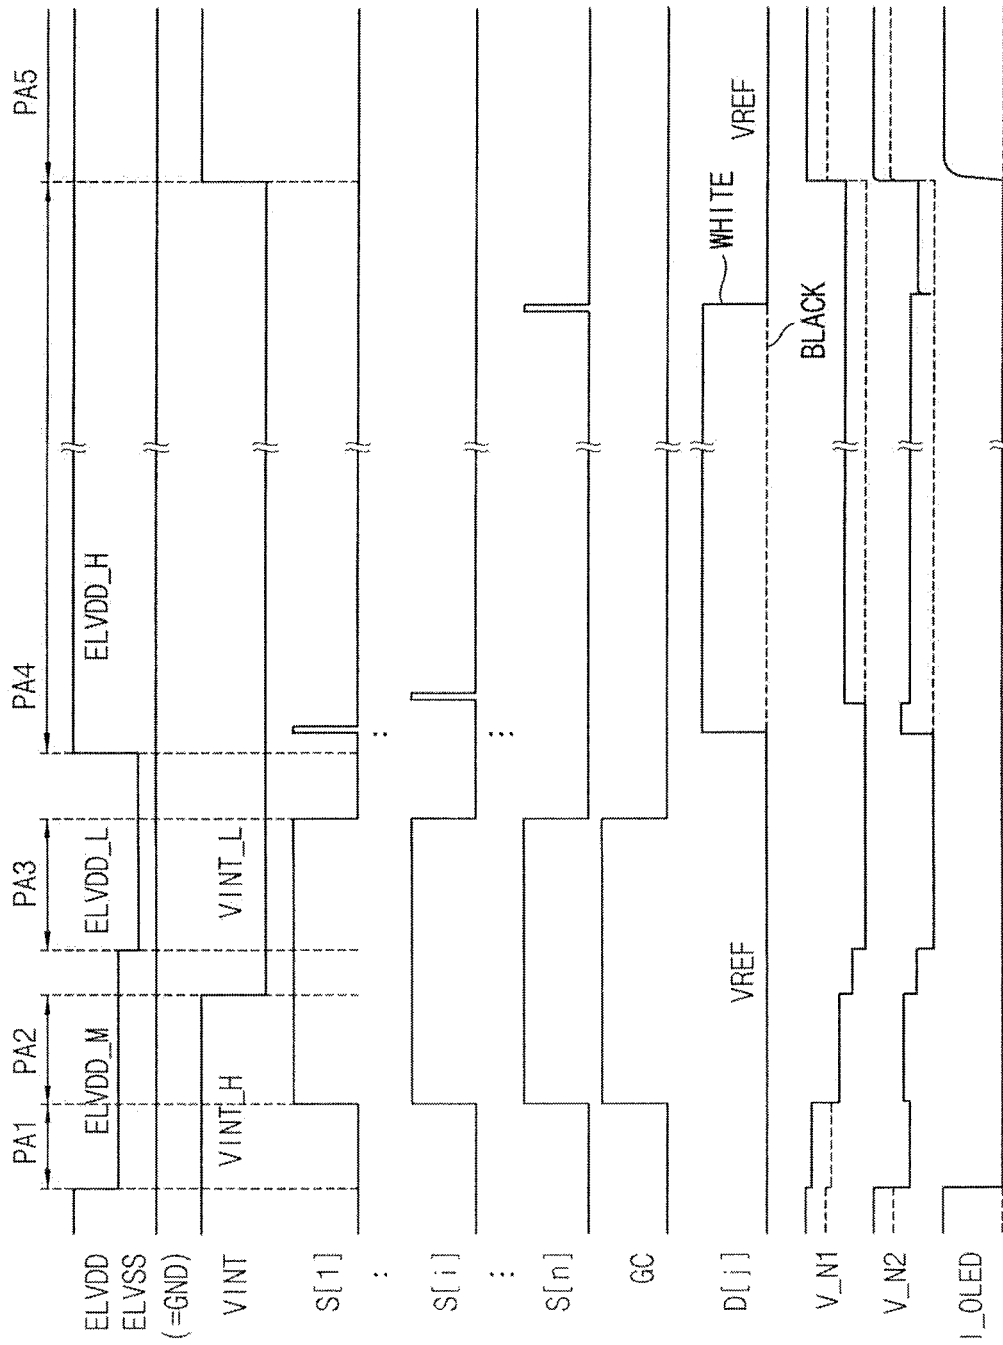 PA1
PA2
PA3
PA4
PA5
ELVDD
ELVDD_M
ELVDD_L
ELVDD_H
ELVSS
(=GND)
VINT
VINT_H
VINT_L
S[1]
S[i]
S[n]
GC
D[j]
VREF
WHITE
VREF
BLACK
V_N1
V_N2
I_OLED